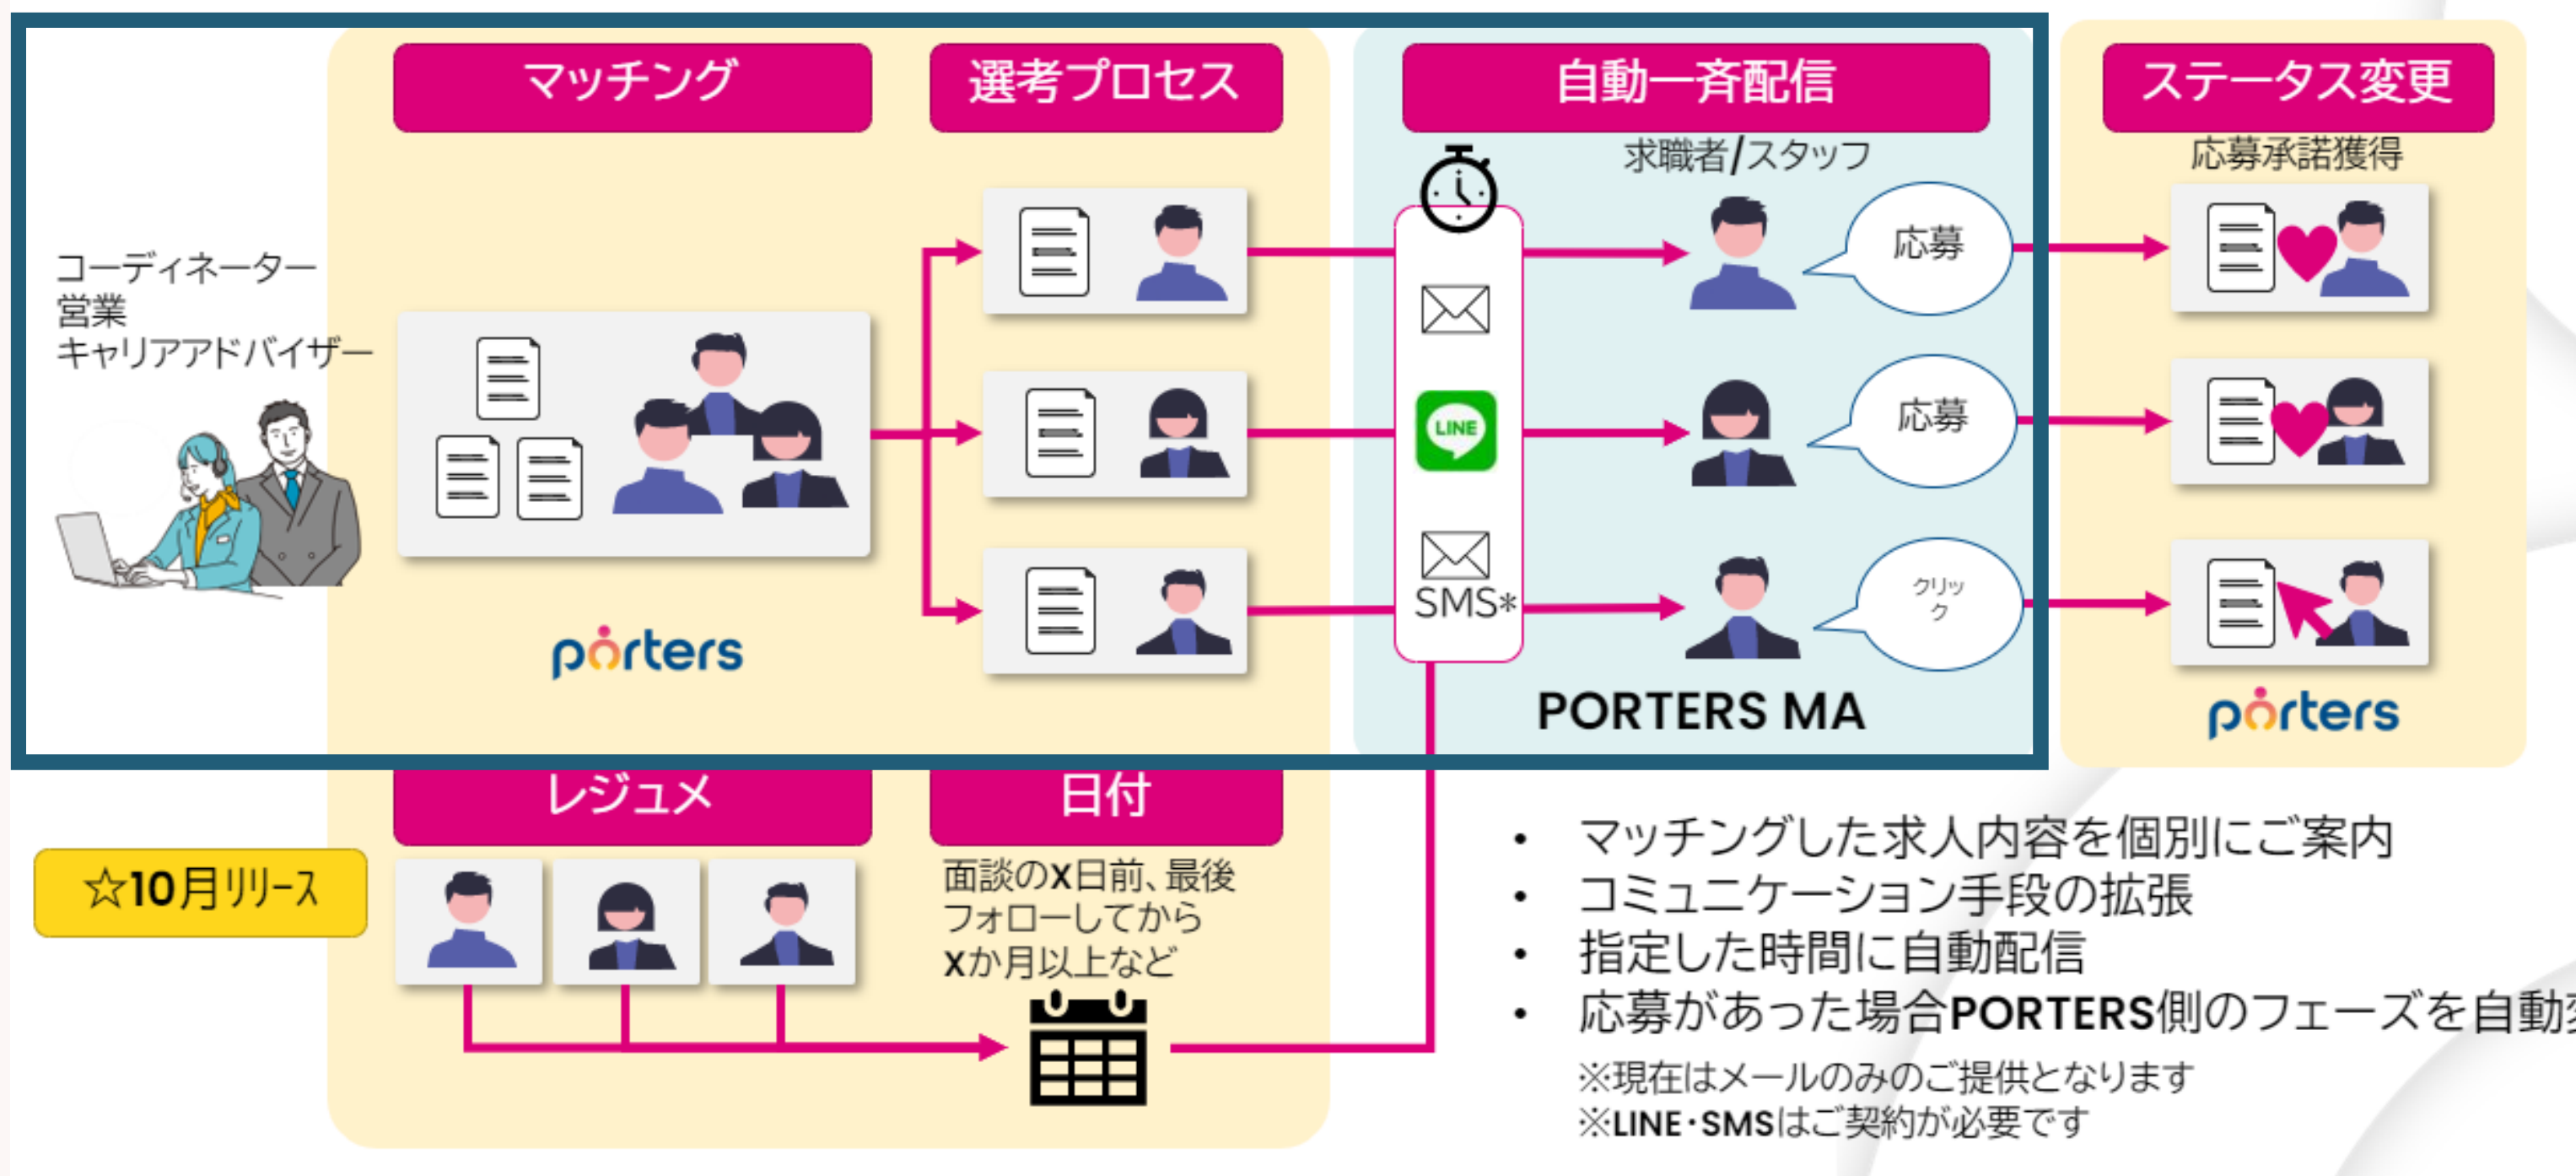 マッチング
選考プロセス
自動一斉配信
ステータス変更
求職者/スタッフ
応募承諾獲得
コーディネーター
営業
キャリアアドバイザー
応募
応募
LINE
SMS*
クリッ
ク
porters
PORTERS MA
porters
レジュメ
日付
☆10月リリース
面談のX日前、最後
フォローしてから
Xか月以上など
• マッチングした求人内容を個別にご案内
• コミュニケーション手段の拡張
• 指定した時間に自動配信
• 応募があった場合PORTERS側のフェーズを自動
※現在はメールのみのご提供となります
※LINE・SMSはご契約が必要です